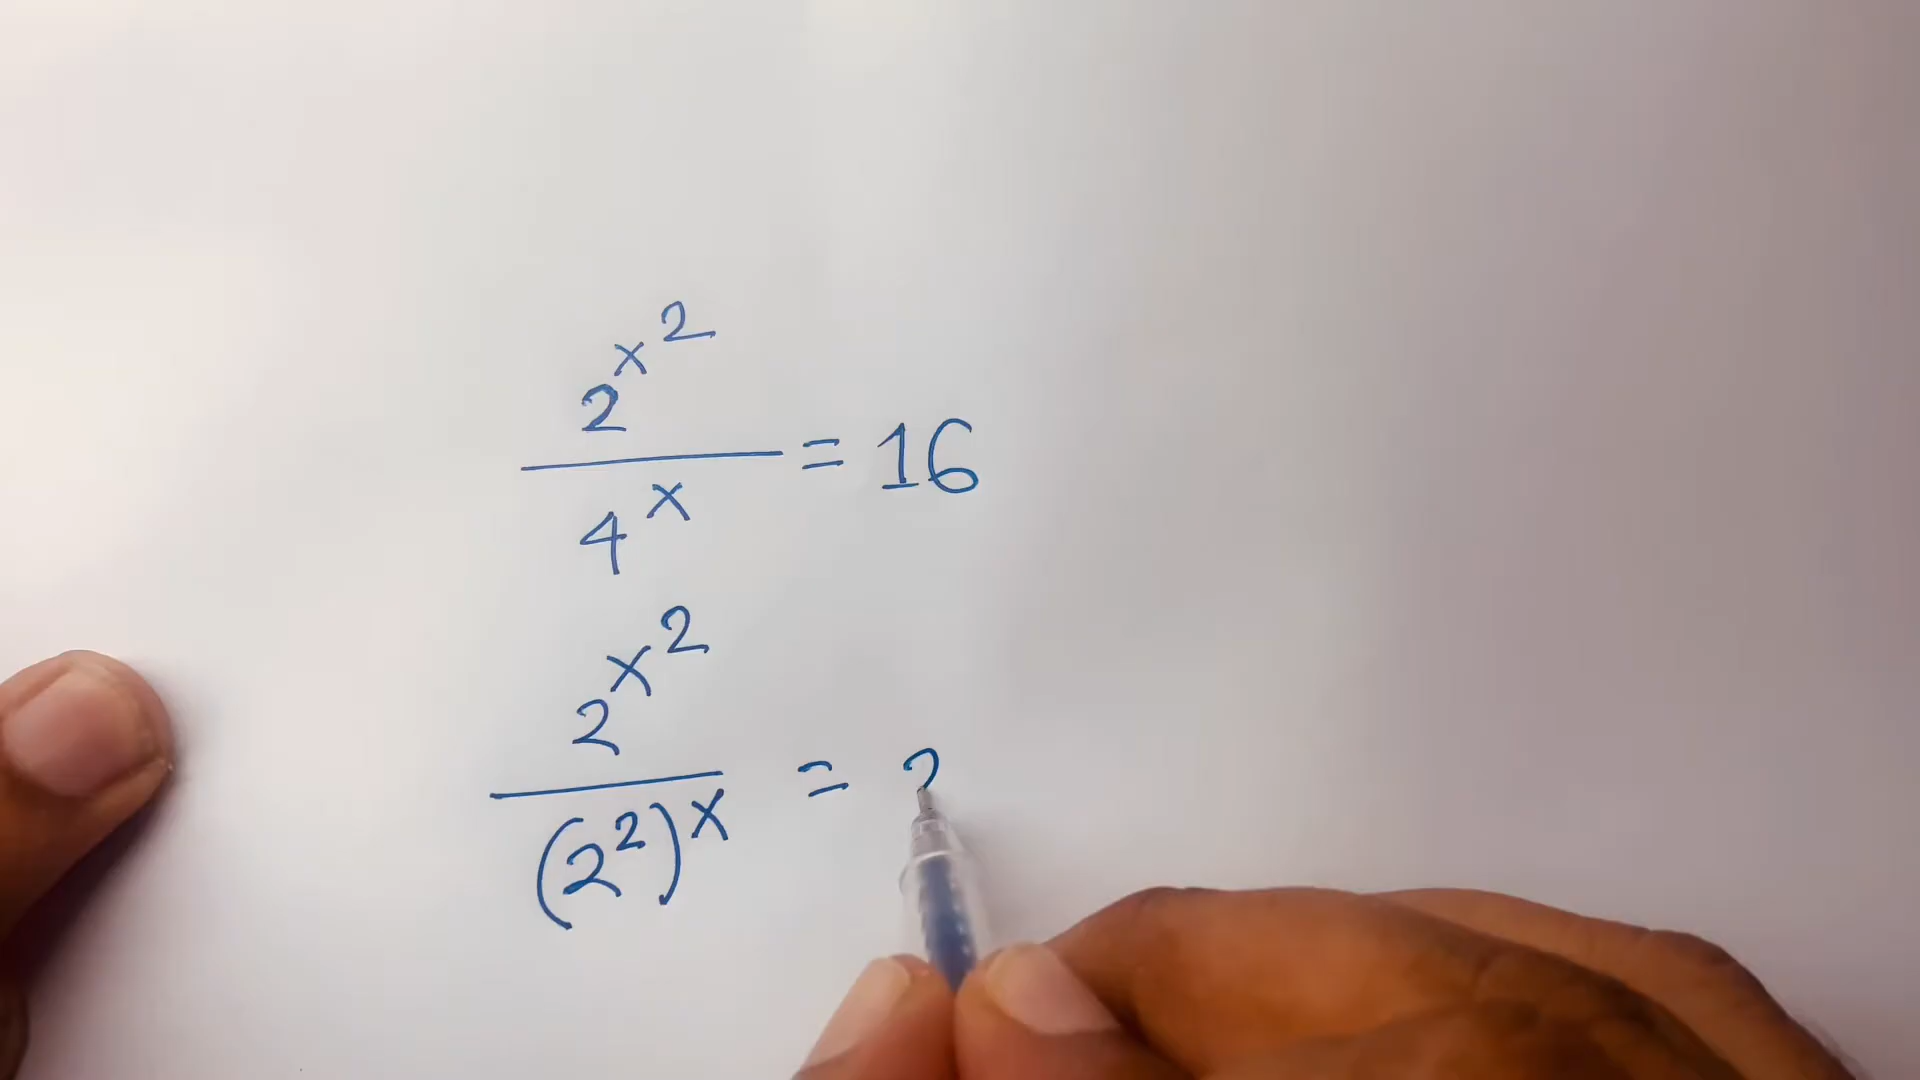 2^x^2
4^x = 16
2^x^2
(2^2)^x = 2